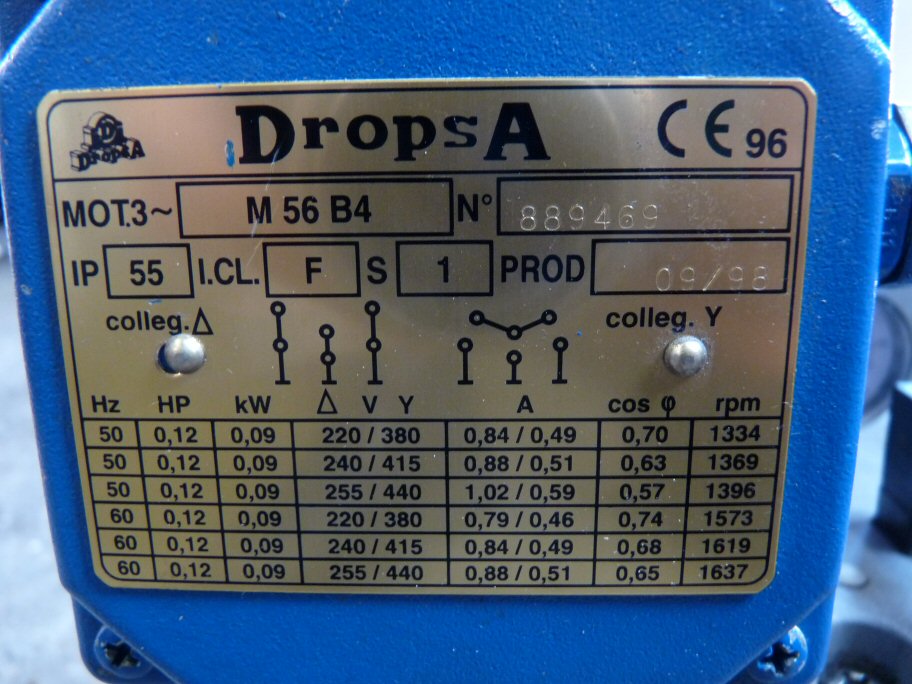 DropsA DropsA CE 96
MOT.3~ M 56 B4 N° 889469
IP 55 I.CL. F S 1 PROD 09/98
colleg. Δ colleg. Y
Hz HP kW Δ V Y A cos φ rpm
50 0,12 0,09 220 / 380 0,84 / 0,49 0,70 1334
50 0,12 0,09 240 / 415 0,88 / 0,51 0,63 1369
50 0,12 0,09 255 / 440 1,02 / 0,59 0,57 1396
60 0,12 0,09 220 / 380 0,79 / 0,46 0,74 1573
60 0,12 0,09 240 / 415 0,84 / 0,49 0,68 1619
60 0,12 0,09 255 / 440 0,88 / 0,51 0,65 1637